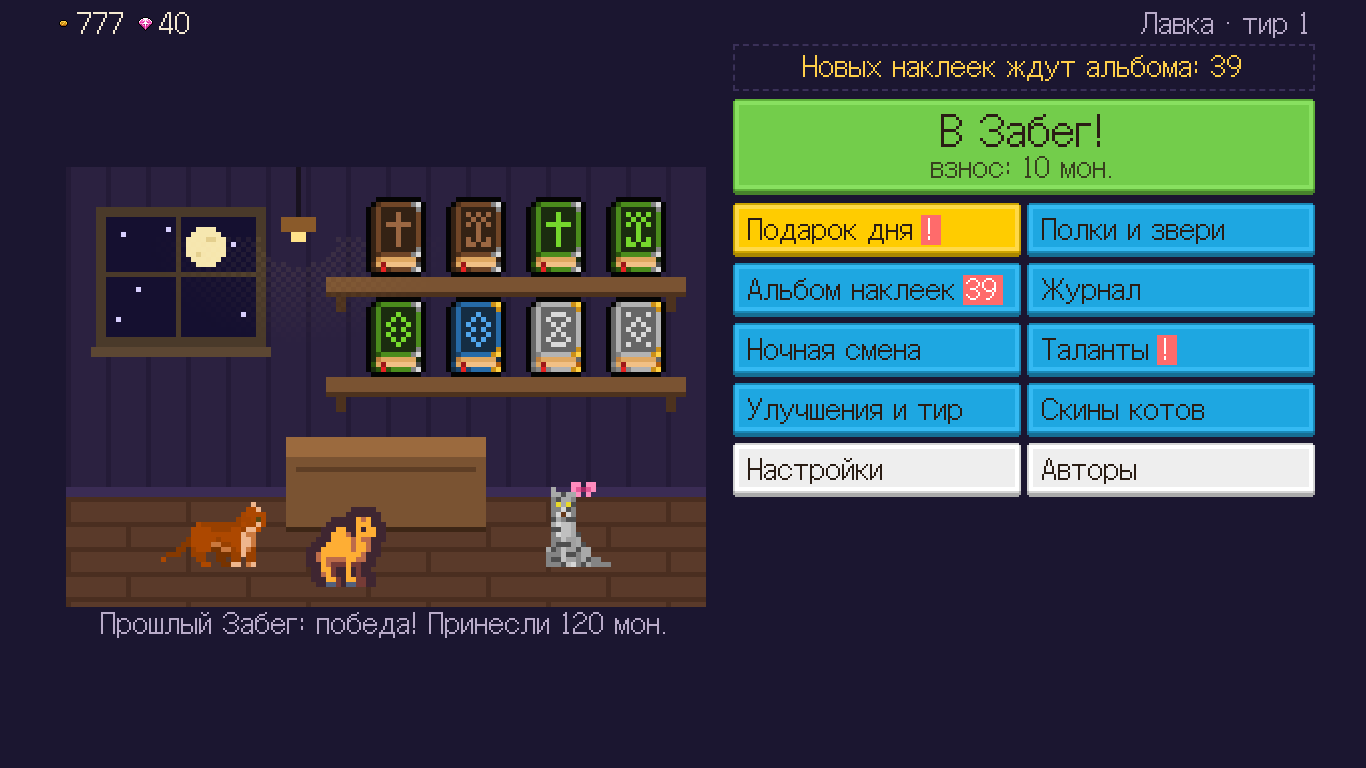 777 40
Лавка · тир 1
Новых наклеек ждут альбома: 39
В Забег!
взнос: 10 мон.
Подарок дня !
Полки и звери
Альбом наклеек 39
Журнал
Ночная смена
Таланты !
Улучшения и тир
Скины котов
Настройки
Авторы
Прошлый Забег: победа! Принесли 120 мон.